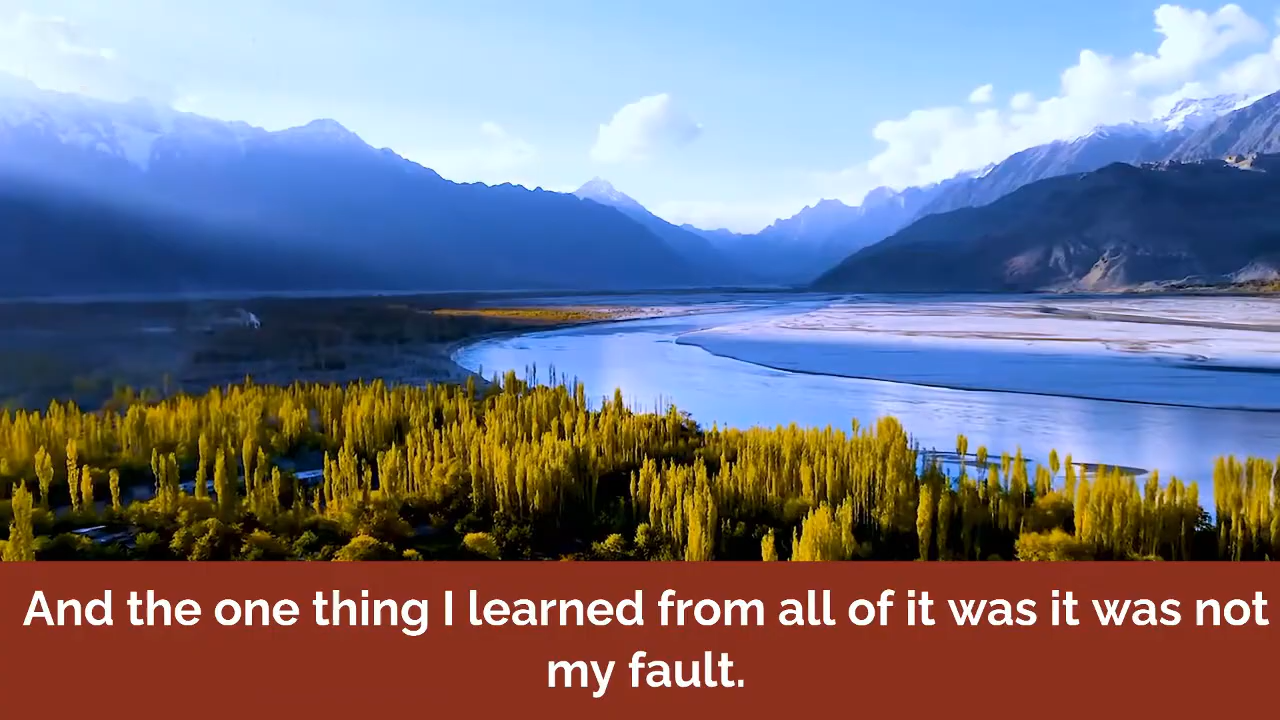 And the one thing I learned from all of it was it was not
my fault.